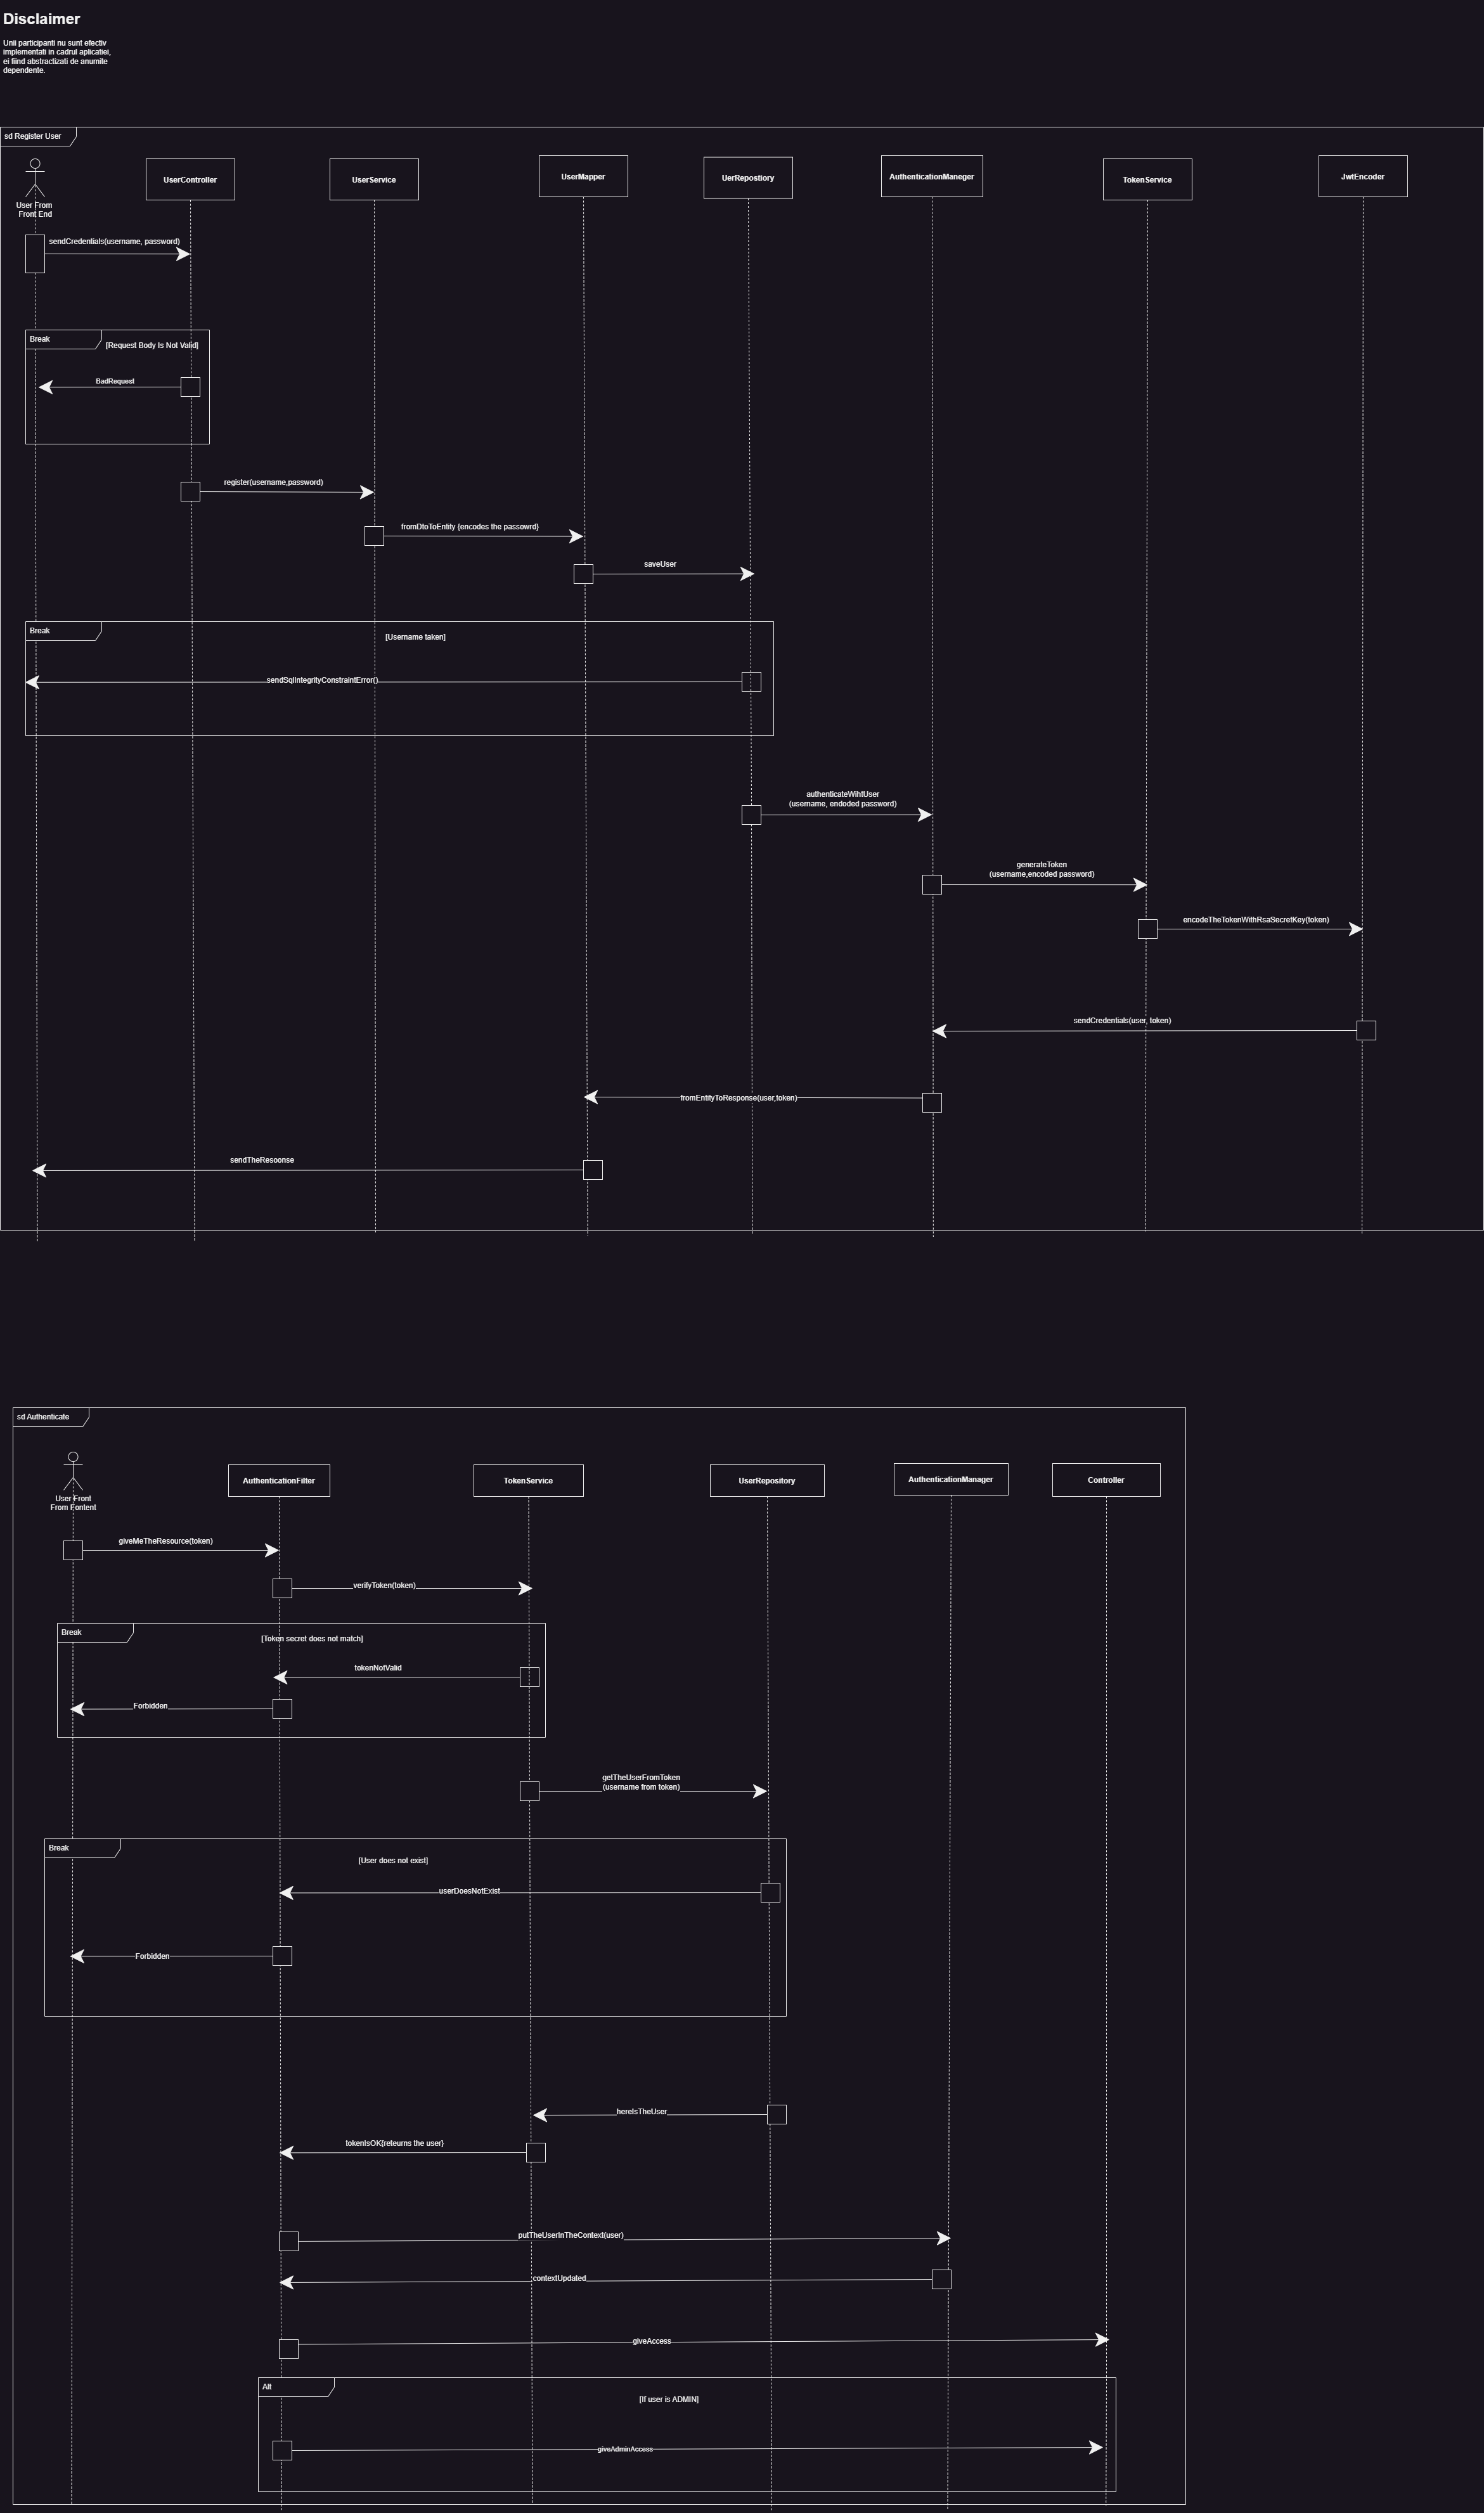 Disclaimer
Unii participanti nu sunt efectiv
implementati in cadrul aplicatiei,
ei fiind abstractizati de anumite
dependente.
sd Register User
User From
Front End
UserController
UserService
UserMapper
UerRepostiory
AuthenticationManeger
TokenService
JwtEncoder
sendCredentials(username, password)
Break
[Request Body Is Not Valid]
BadRequest
register(username,password)
fromDtoToEntity {encodes the passowrd}
saveUser
Break
[Username taken]
sendSqlIntegrityConstraintError()
authenticateWihtUser
(username, endoded password)
generateToken
(username,encoded password)
encodeTheTokenWithRsaSecretKey(token)
sendCredentials(user, token)
fromEntityToResponse(user,token)
sendTheResoonse
sd Authenticate
User Front
From Fontent
AuthenticationFilter
TokenService
UserRepository
AuthenticationManager
Controller
giveMeTheResource(token)
verifyToken(token)
Break
[Token secret does not match]
tokenNotValid
Forbidden
getTheUserFromToken
(username from token)
Break
[User does not exist]
userDoesNotExist
Forbidden
hereIsTheUser
tokenIsOK{reteurns the user}
putTheUserInTheContext(user)
contextUpdated
giveAccess
Alt
[If user is ADMIN]
giveAdminAccess